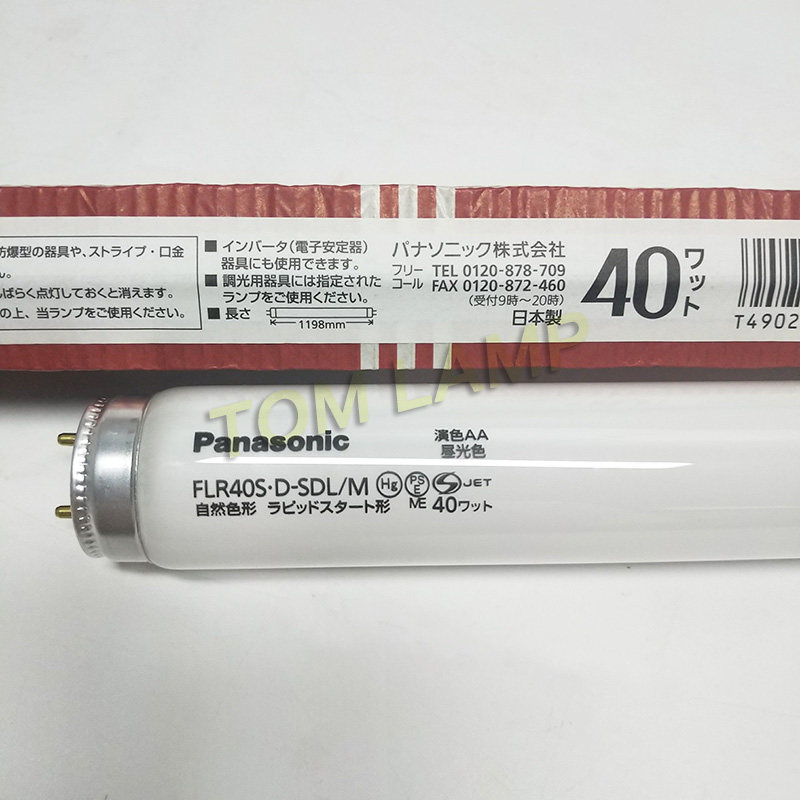 防爆型の器具や、ストライプ・口金
ん。
んばらく点灯しておくと消えます。
の上、当ランプをご使用ください。
■ インバータ(電子安定器)
器具にも使用できます。
■ 調光用器具には指定された
ランプをご使用ください。
■ 長さ
1198mm
パナソニック株式会社
フリーコール TEL 0120-878-709
FAX 0120-872-460
(受付9時〜20時)
日本製
40ワット
T4902
TOM LAMP
Panasonic
演色AA
昼光色
FLR40S・D-SDL/M Hg PSE S JET
自然色形 ラピッドスタート形 ME 40ワット